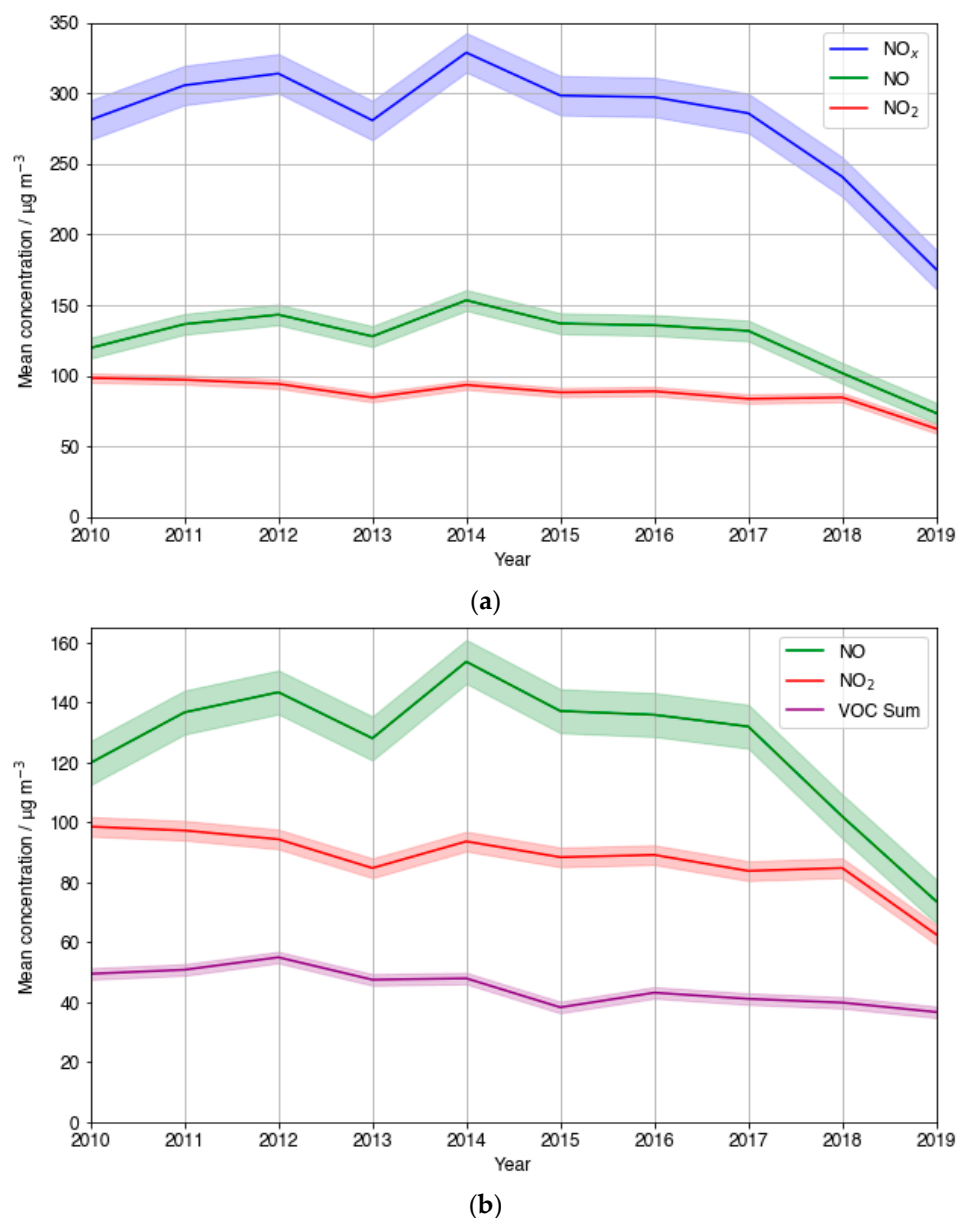 350
300
250
200
150
100
50
0
Mean concentration / µg m⁻³
NOₓ
NO
NO₂
2010 2011 2012 2013 2014 2015 2016 2017 2018 2019
Year
(a)
160
140
120
100
80
60
40
20
0
Mean concentration / µg m⁻³
NO
NO₂
VOC Sum
2010 2011 2012 2013 2014 2015 2016 2017 2018 2019
Year
(b)